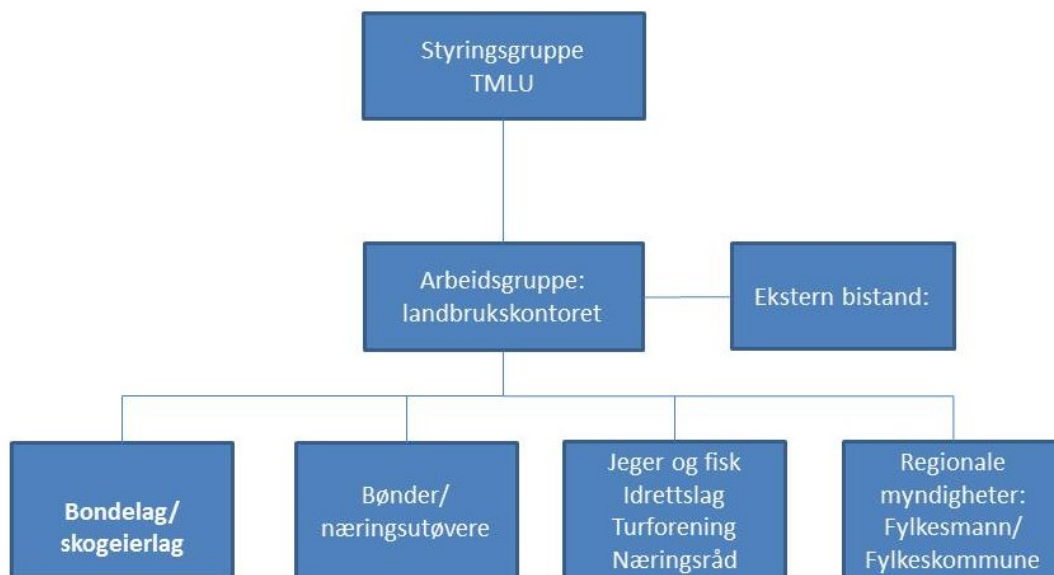 Styringsgruppe
TMLU
Arbeidsgruppe:
landbrukskontoret
Ekstern bistand:
Bondelag/
skogeierlag
Bønder/
næringsutøvere
Jeger og fisk
Idrettslag
Turforening
Næringsråd
Regionale
myndigheter:
Fylkesmann/
Fylkeskommune